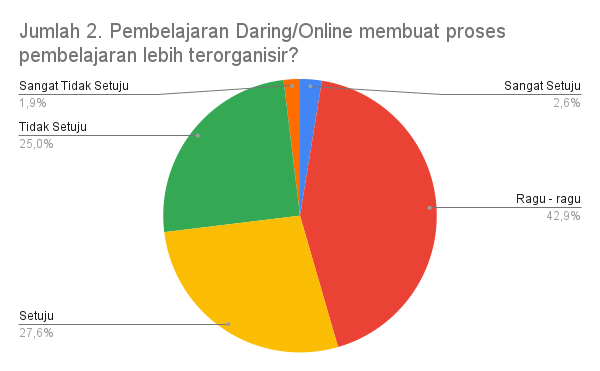 Jumlah 2. Pembelajaran Daring/Online membuat proses
pembelajaran lebih terorganisir?
Sangat Tidak Setuju
1,9%
Sangat Setuju
2,6%
Tidak Setuju
25,0%
Ragu - ragu
42,9%
Setuju
27,6%